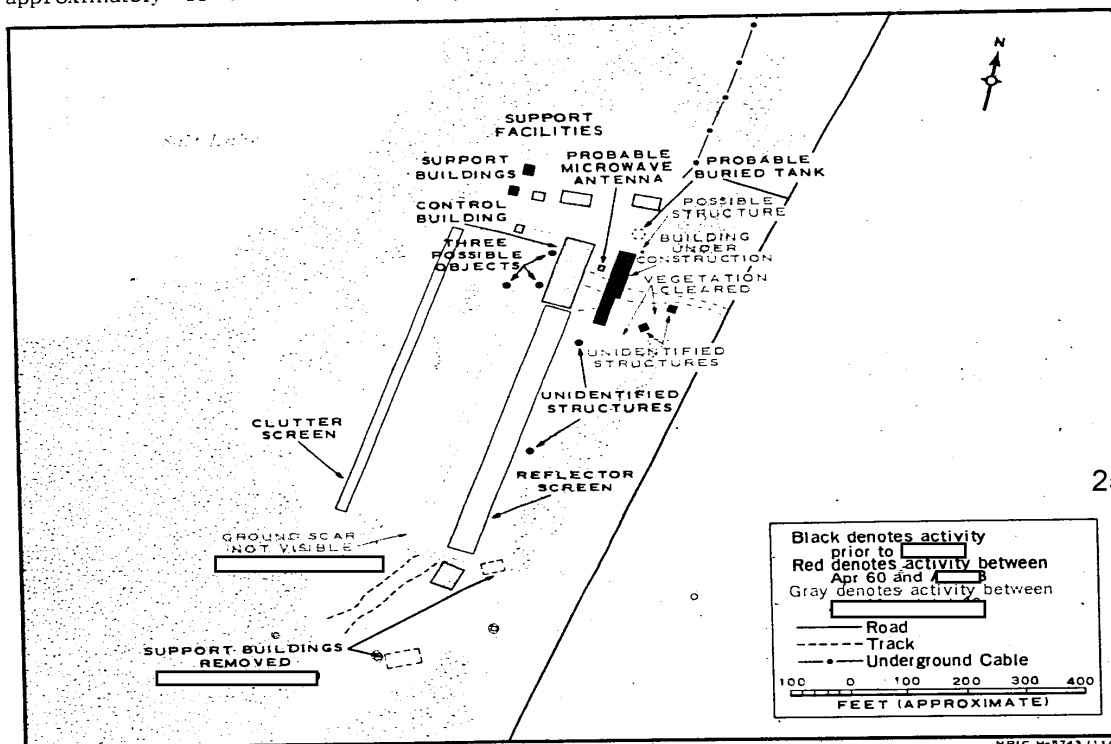 approximately
N
Salt Lake
SUPPORT
FACILITIES
SUPPORT
BUILDINGS
PROBABLE
MICROWAVE
ANTENNA
PROBABLE
BURIED TANK
CONTROL
BUILDING
POSSIBLE
STRUCTURE
THREE
POSSIBLE
OBJECTS
BUILDING
UNDER
CONSTRUCTION
VEGETATION
CLEARED
UNIDENTIFIED
STRUCTURES
UNIDENTIFIED
STRUCTURES
CLUTTER
SCREEN
REFLECTOR
SCREEN
GROUND SCAR
NOT VISIBLE
SUPPORT BUILDINGS
REMOVED
Black denotes activity
prior to
Red denotes activity between
Apr 60 and
Gray denotes activity between
Road
Track
Underground Cable
100 0 100 200 300 400
FEET (APPROXIMATE)